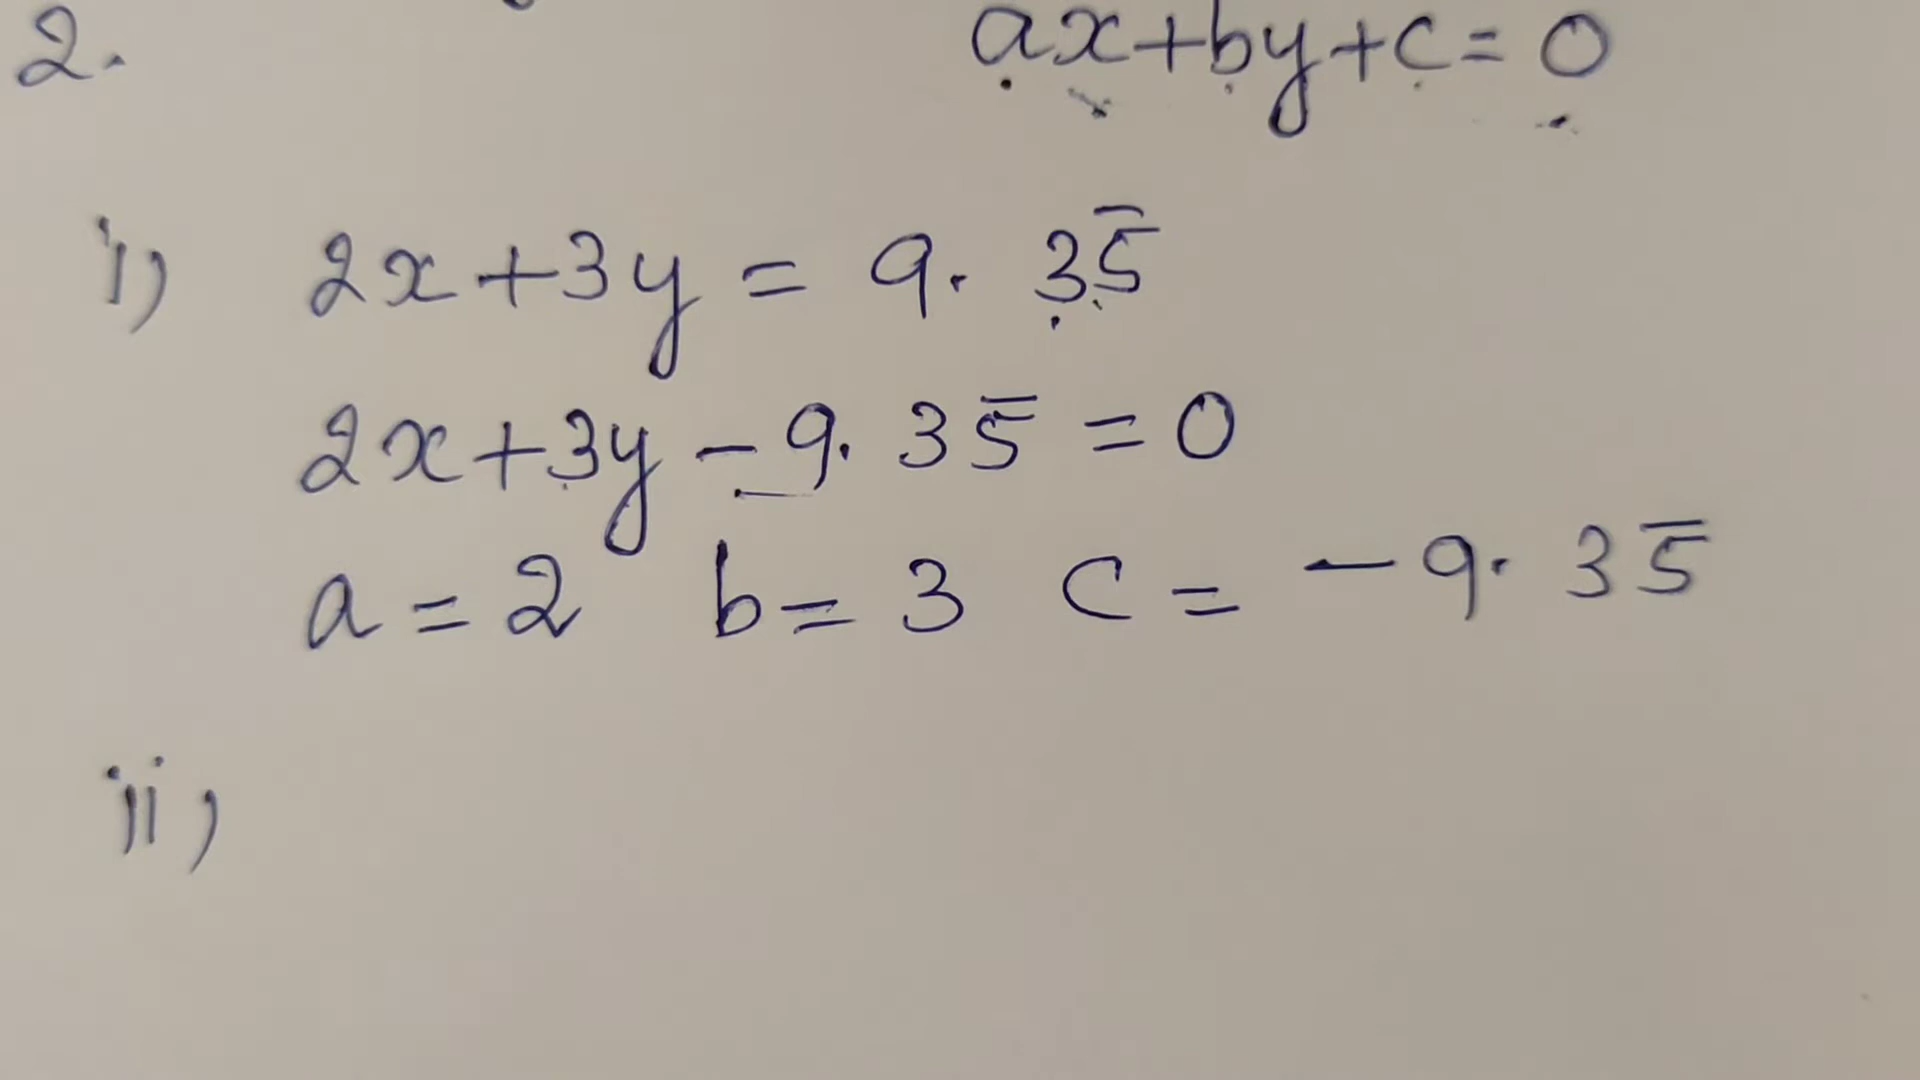 2. ax+by+c=0
i) 2x+3y = 9.35̅
2x+3y-9.35̅ =0
a=2 b=3 c=-9.35̅
ii)